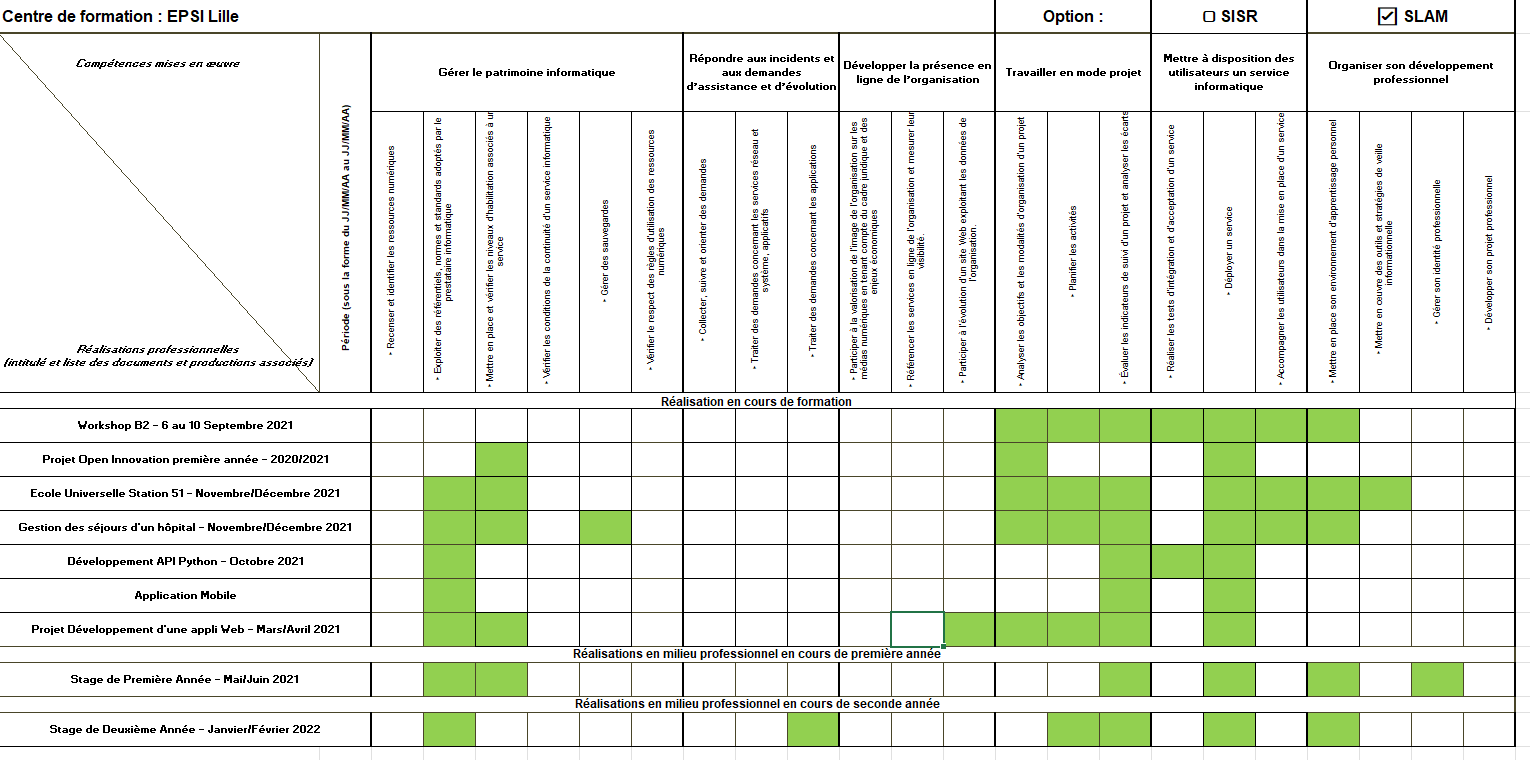 Centre de formation : EPSI Lille
Option :
▢ SISR
☑ SLAM
Compétences mises en œuvre
Réalisations professionnelles
(intitulé et liste des documents et productions associés)
Période (sous la forme du JJ/MM/AA au JJ/MM/AA)
Gérer le patrimoine informatique
Répondre aux incidents et
aux demandes
d’assistance et d’évolution
Développer la présence en
ligne de l’organisation
Travailler en mode projet
Mettre à disposition des
utilisateurs un service
informatique
Organiser son développement
professionnel
‣ Recenser et identifier les ressources numériques
‣ Exploiter des référentiels, normes et standards adoptés par le
prestataire informatique
‣ Mettre en place et vérifier les niveaux d’habilitation associés à un
service
‣ Vérifier les conditions de la continuité d’un service informatique
‣ Gérer des sauvegardes
‣ Vérifier le respect des règles d’utilisation des ressources
numériques
‣ Collecter, suivre et orienter des demandes
‣ Traiter des demandes concernant les services réseau et
système, applicatifs
‣ Traiter des demandes concernant les applications
‣ Participer à la valorisation de l’image de l’organisation sur les
médias numériques en tenant compte du cadre juridique et des
enjeux économiques
‣ Référencer les services en ligne de l’organisation et mesurer leur
visibilité.
‣ Participer à l’évolution d’un site Web exploitant les données de
l’organisation.
‣ Analyser les objectifs et les modalités d’organisation d’un projet
‣ Planifier les activités
‣ Évaluer les indicateurs de suivi d’un projet et analyser les écarts
‣ Réaliser les tests d’intégration et d’acceptation d’un service
‣ Déployer un service
‣ Accompagner les utilisateurs dans la mise en place d’un service
‣ Mettre en place son environnement d’apprentissage personnel
‣ Mettre en œuvre des outils et stratégies de veille
informationnelle
‣ Gérer son identité professionnelle
‣ Développer son projet professionnel
Réalisation en cours de formation
Workshop B2 - 6 au 10 Septembre 2021
Projet Open Innovation première année - 2020/2021
Ecole Universelle Station 51 - Novembre/Décembre 2021
Gestion des séjours d'un hôpital - Novembre/Décembre 2021
Développement API Python - Octobre 2021
Application Mobile
Projet Développement d'une appli Web - Mars/Avril 2021
Réalisations en milieu professionnel en cours de première année
Stage de Première Année - Mai/Juin 2021
Réalisations en milieu professionnel en cours de seconde année
Stage de Deuxième Année - Janvier/Février 2022